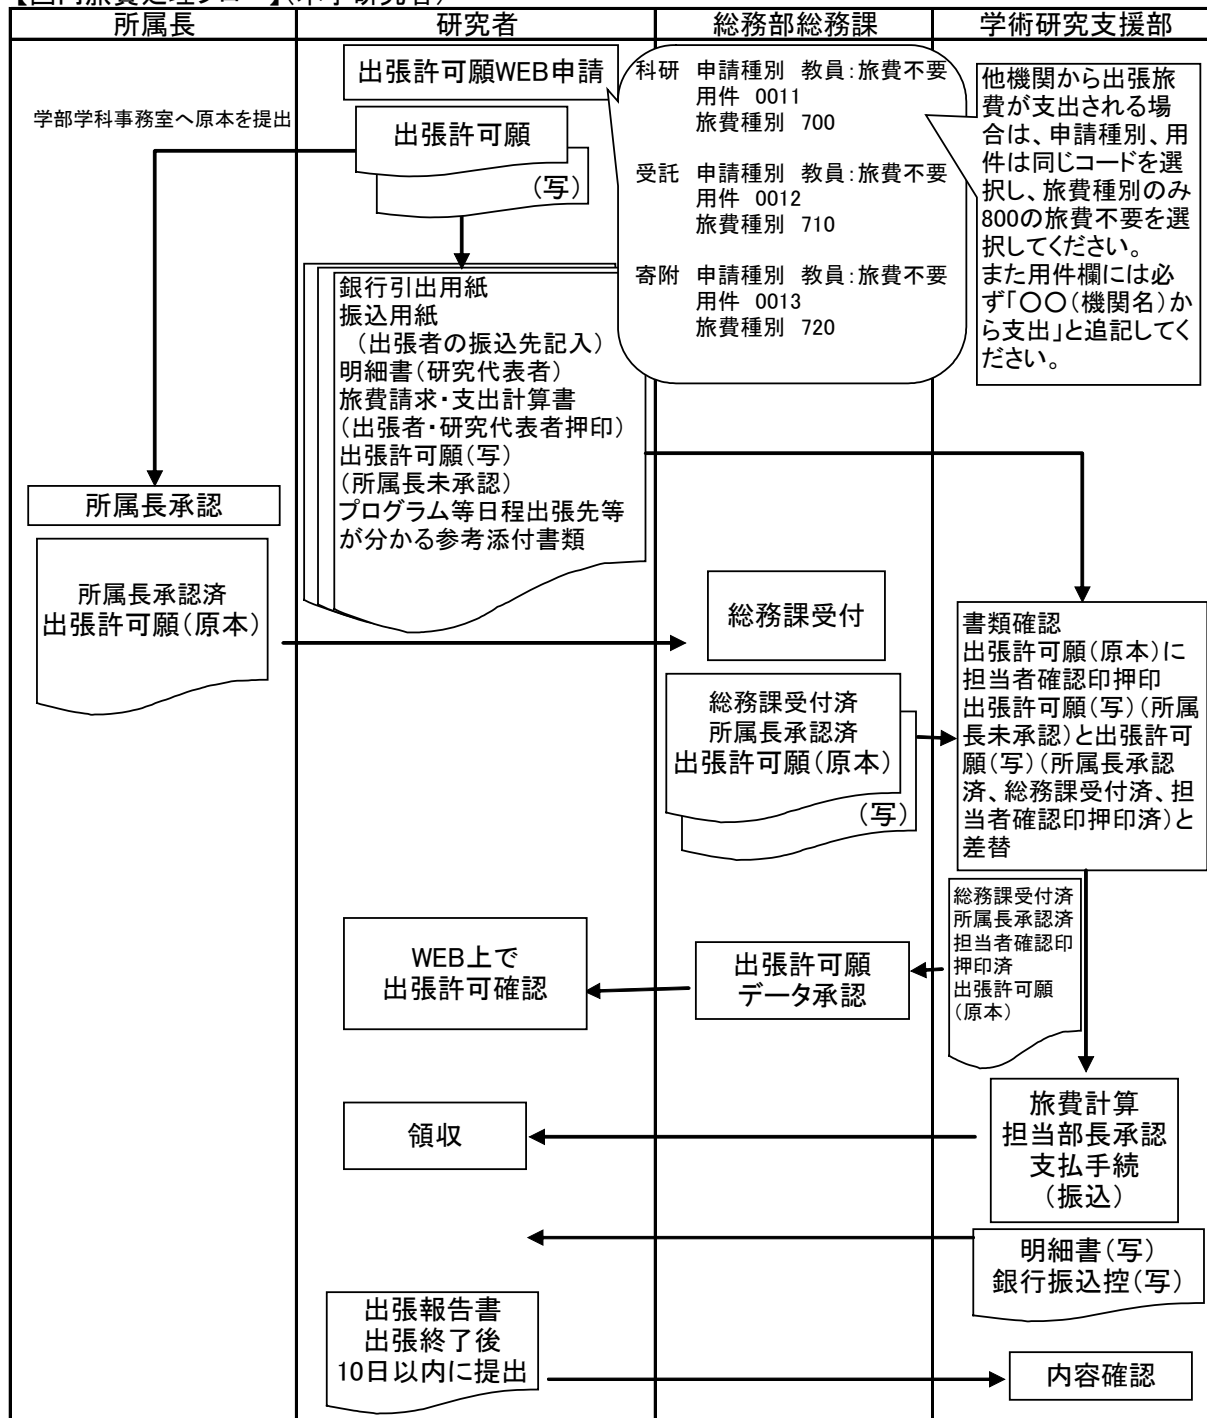 【国内旅費処理フロー】(本学研究者)
所属長
研究者
総務部総務課
学術研究支援部
出張許可願WEB申請
学部学科事務室へ原本を提出
出張許可願
(写)
科研 申請種別 教員:旅費不要
用件 0011
旅費種別 700
受託 申請種別 教員:旅費不要
用件 0012
旅費種別 710
寄附 申請種別 教員:旅費不要
用件 0013
旅費種別 720
他機関から出張旅
費が支出される場
合は、申請種別、用
件は同じコードを選
択し、旅費種別のみ
800の旅費不要を選
択してください。
また用件欄には必
ず「〇〇(機関名)か
ら支出」と追記してく
ださい。
銀行引出用紙
振込用紙
(出張者の振込先記入)
明細書(研究代表者)
旅費請求・支出計算書
(出張者・研究代表者押印)
出張許可願(写)
(所属長未承認)
プログラム等日程出張先等
が分かる参考添付書類
所属長承認
所属長承認済
出張許可願(原本)
総務課受付
総務課受付済
所属長承認済
出張許可願(原本)
(写)
書類確認
出張許可願(原本)に
担当者確認印押印
出張許可願(写)(所属
長未承認)と出張許可
願(写)(所属長承認
済、総務課受付済、担
当者確認印押印済)と
差替
総務課受付済
所属長承認済
担当者確認印
押印済
出張許可願
(原本)
出張許可願
データ承認
WEB上で
出張許可確認
旅費計算
担当部長承認
支払手続
(振込)
領収
明細書(写)
銀行振込控(写)
出張報告書
出張終了後
10日以内に提出
内容確認